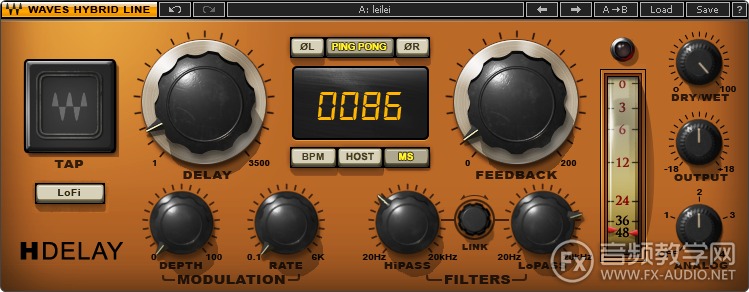 WAVES HYBRID LINE
A: leilei
A→B
Load
Save
?
ØL
PING PONG
ØR
0086
BPM
HOST
MS
TAP
LoFi
1
3500
DELAY
0
200
FEEDBACK
0
3
6
12
24
36
48
0
100
DRY/WET
-18
+18
OUTPUT
1
2
3
ANALOG
H DELAY
0
100
DEPTH
0.1
6K
RATE
MODULATION
20Hz
20kHz
HiPASS
LINK
20Hz
20kHz
LoPASS
FILTERS
音频教学网
WWW.FX-AUDIO.NET